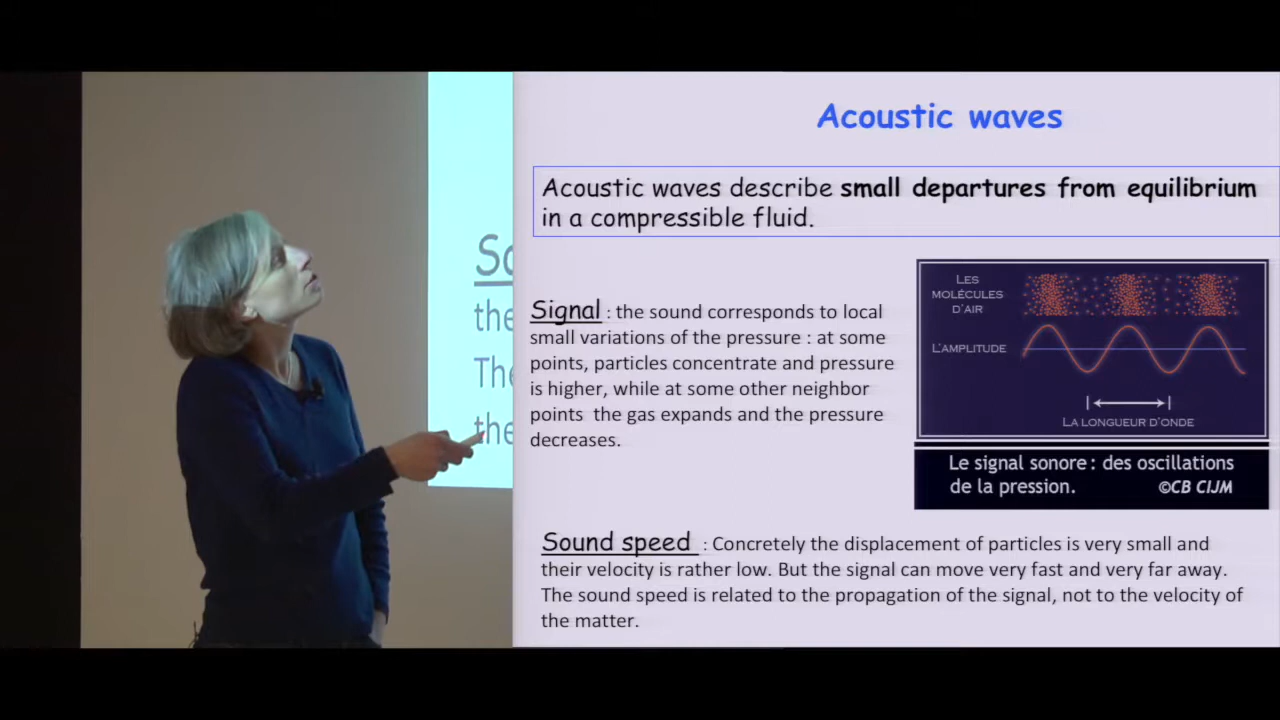 Acoustic waves
Acoustic waves describe small departures from equilibrium
in a compressible fluid.
Signal : the sound corresponds to local
small variations of the pressure : at some
points, particles concentrate and pressure
is higher, while at some other neighbor
points the gas expands and the pressure
decreases.
LES
MOLÉCULES
D'AIR
L'AMPLITUDE
LA LONGUEUR D'ONDE
Le signal sonore : des oscillations
de la pression. ©CB CIJM
Sound speed : Concretely the displacement of particles is very small and
their velocity is rather low. But the signal can move very fast and very far away.
The sound speed is related to the propagation of the signal, not to the velocity of
the matter.
So
the
The
the